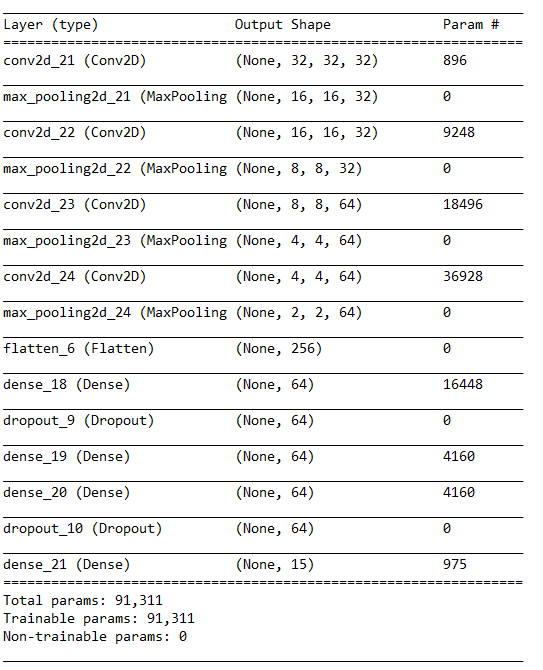 Layer (type) Output Shape Param #
conv2d_21 (Conv2D) (None, 32, 32, 32) 896
max_pooling2d_21 (MaxPooling (None, 16, 16, 32) 0
conv2d_22 (Conv2D) (None, 16, 16, 32) 9248
max_pooling2d_22 (MaxPooling (None, 8, 8, 32) 0
conv2d_23 (Conv2D) (None, 8, 8, 64) 18496
max_pooling2d_23 (MaxPooling (None, 4, 4, 64) 0
conv2d_24 (Conv2D) (None, 4, 4, 64) 36928
max_pooling2d_24 (MaxPooling (None, 2, 2, 64) 0
flatten_6 (Flatten) (None, 256) 0
dense_18 (Dense) (None, 64) 16448
dropout_9 (Dropout) (None, 64) 0
dense_19 (Dense) (None, 64) 4160
dense_20 (Dense) (None, 64) 4160
dropout_10 (Dropout) (None, 64) 0
dense_21 (Dense) (None, 15) 975
Total params: 91,311
Trainable params: 91,311
Non-trainable params: 0